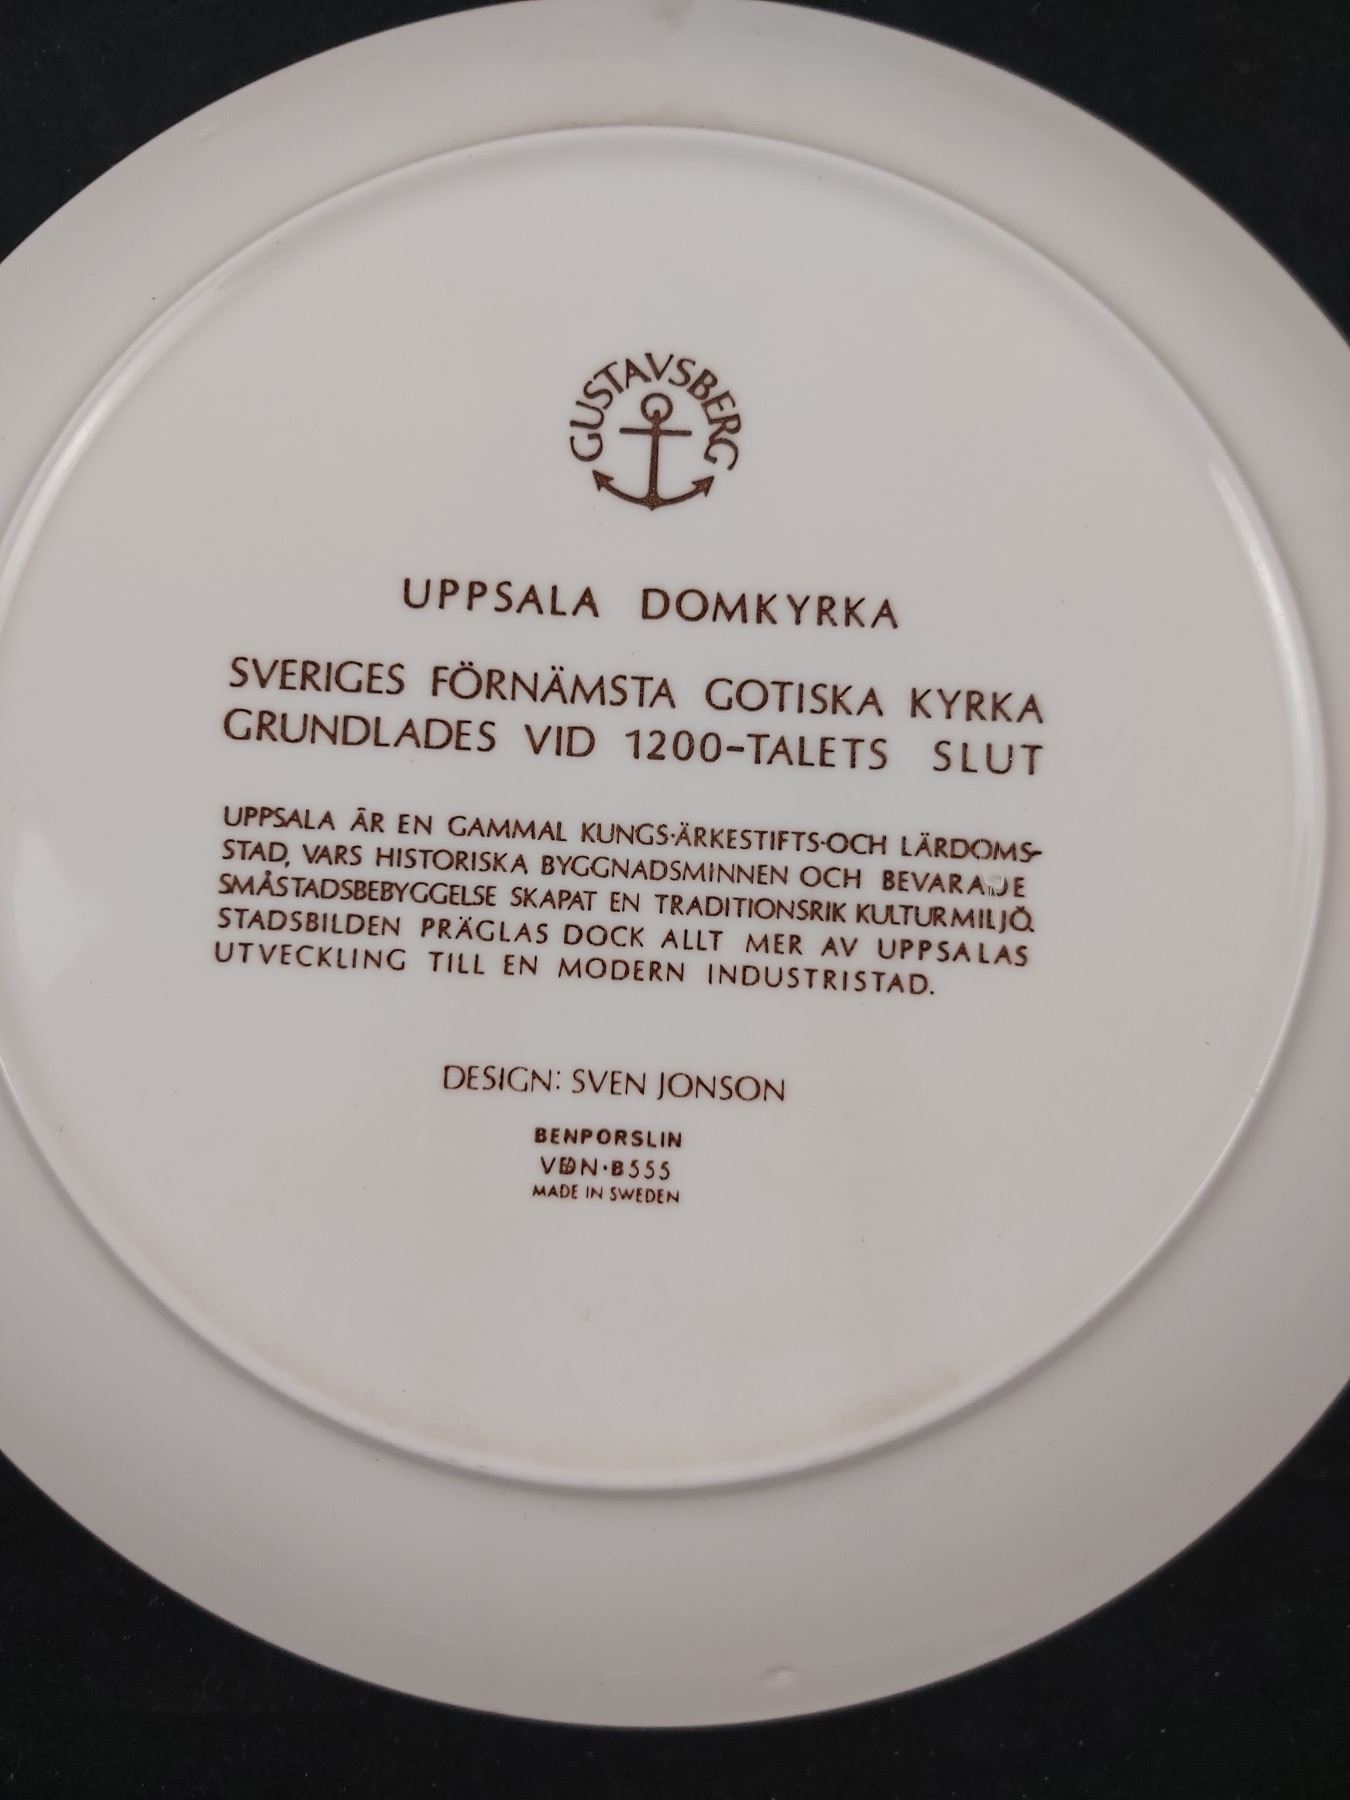 GUSTAVSBERG
UPPSALA DOMKYRKA
SVERIGES FÖRNÄMSTA GOTISKA KYRKA
GRUNDLADES VID 1200-TALETS SLUT
UPPSALA ÄR EN GAMMAL KUNGS-ÄRKESTIFTS-OCH LÄRDOMS-
STAD, VARS HISTORISKA BYGGNADSMINNEN OCH BEVARADE
SMÅSTADSBEBYGGELSE SKAPAT EN TRADITIONSRIK KULTURMILJÖ.
STADSBILDEN PRÄGLAS DOCK ALLT MER AV UPPSALAS
UTVECKLING TILL EN MODERN INDUSTRISTAD.
DESIGN: SVEN JONSON
BENPORSLIN
VDN·B555
MADE IN SWEDEN